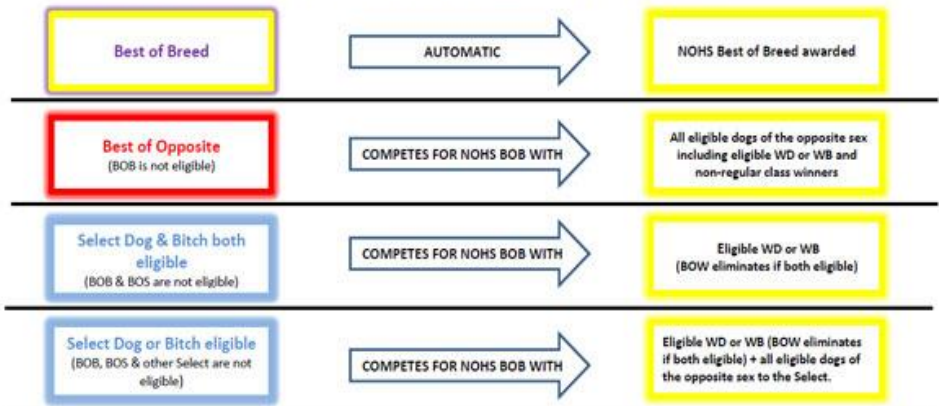 Best of Breed
AUTOMATIC
NOHS Best of Breed awarded
Best of Opposite
(BOB is not eligible)
COMPETES FOR NOHS BOB WITH
All eligible dogs of the opposite sex
including eligible WD or WB and
non-regular class winners
Select Dog & Bitch both
eligible
(BOB & BOS are not eligible)
COMPETES FOR NOHS BOB WITH
Eligible WD or WB
(BOW eliminates if both eligible)
Select Dog or Bitch eligible
(BOB, BOS & other Select are not
eligible)
COMPETES FOR NOHS BOB WITH
Eligible WD or WB (BOW eliminates
if both eligible) + all eligible dogs of
the opposite sex to the Select.